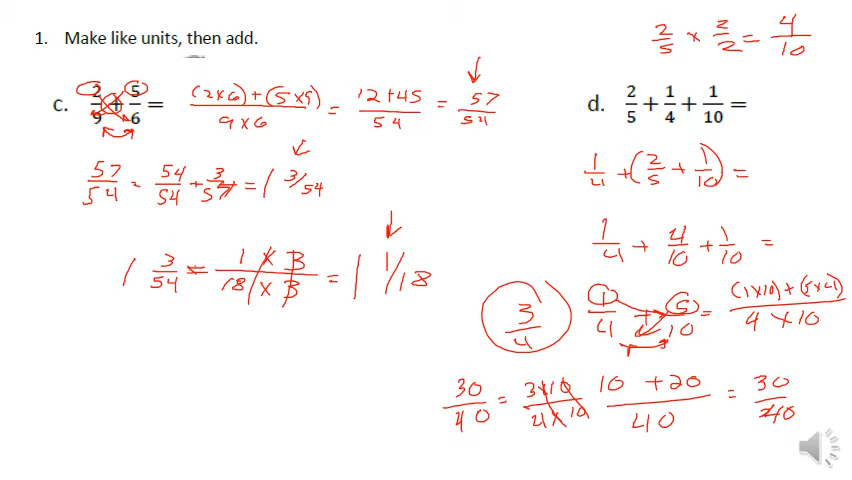 1. Make like units, then add.
2/5 × 2/2 = 4/10
c. 2/9 + 5/6 = ((2×6)+(5×9))/(9×6) = (12+45)/54 = 57/54
57/54 = 54/54 + 3/54 = 1 3/54
1 3/54 = (1 × 3)/(18 × 3) = 1 1/18
d. 2/5 + 1/4 + 1/10 =
1/4 + (2/5 + 1/10) =
1/4 + 4/10 + 1/10 =
3/4
1/4 + 5/10 = ((1×10)+(5×4))/(4×10)
30/40 = (3×10)/(4×10)
(10+20)/40 = 30/40